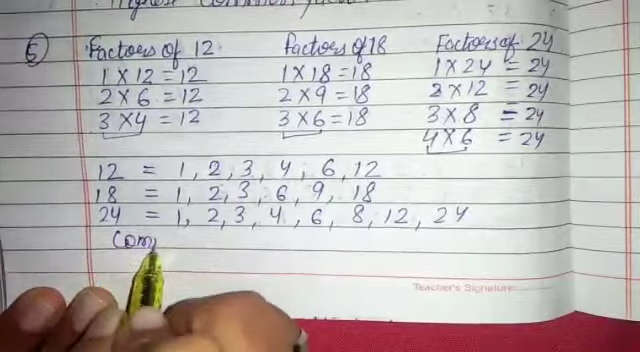 Highest Common factor
5 Factors of 12 Factors of 18 Factors of 24
1 X 12 = 12 1 X 18 = 18 1 X 24 = 24
2 X 6 = 12 2 X 9 = 18 2 X 12 = 24
3 X 4 = 12 3 X 6 = 18 3 X 8 = 24
4 X 6 = 24
12 = 1, 2, 3, 4, 6, 12
18 = 1, 2, 3, 6, 9, 18
24 = 1, 2, 3, 4, 6, 8, 12, 24
Com
Teacher's Signature